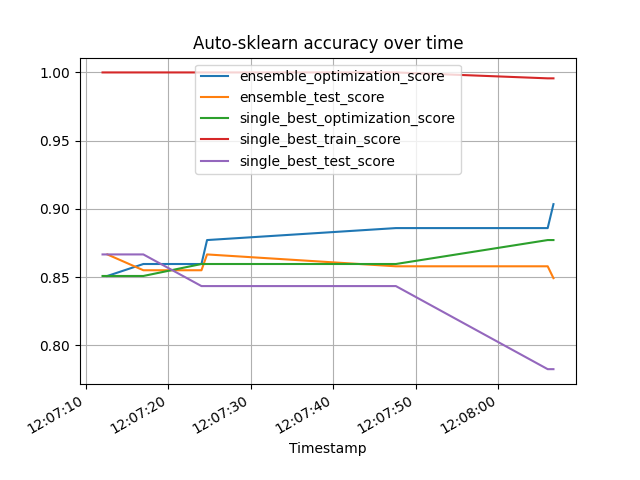 Auto-sklearn accuracy over time
1.00
0.95
0.90
0.85
0.80
ensemble_optimization_score
ensemble_test_score
single_best_optimization_score
single_best_train_score
single_best_test_score
12:07:10
12:07:20
12:07:30
12:07:40
12:07:50
12:08:00
Timestamp